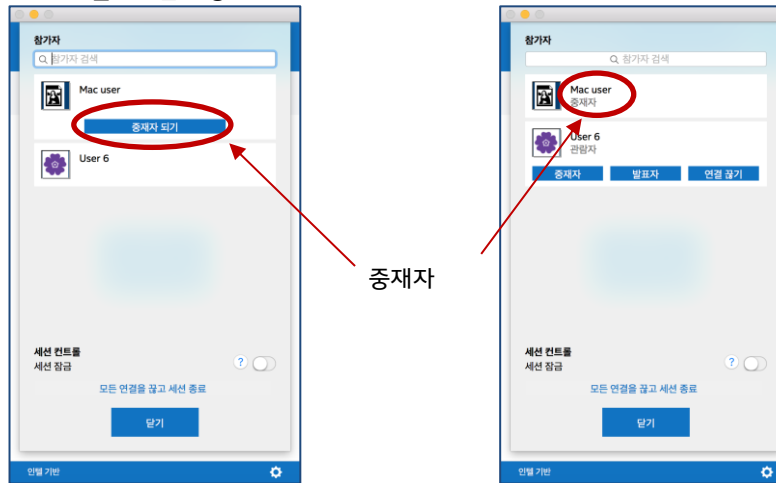 참가자
참가자 검색
Mac user
중재자 되기
User 6
세션 컨트롤
세션 잠금
?
모든 연결을 끊고 세션 종료
닫기
인텔 기반
중재자
참가자
참가자 검색
Mac user
중재자
User 6
관람자
중재자 발표자 연결 끊기
세션 컨트롤
세션 잠금
?
모든 연결을 끊고 세션 종료
닫기
인텔 기반